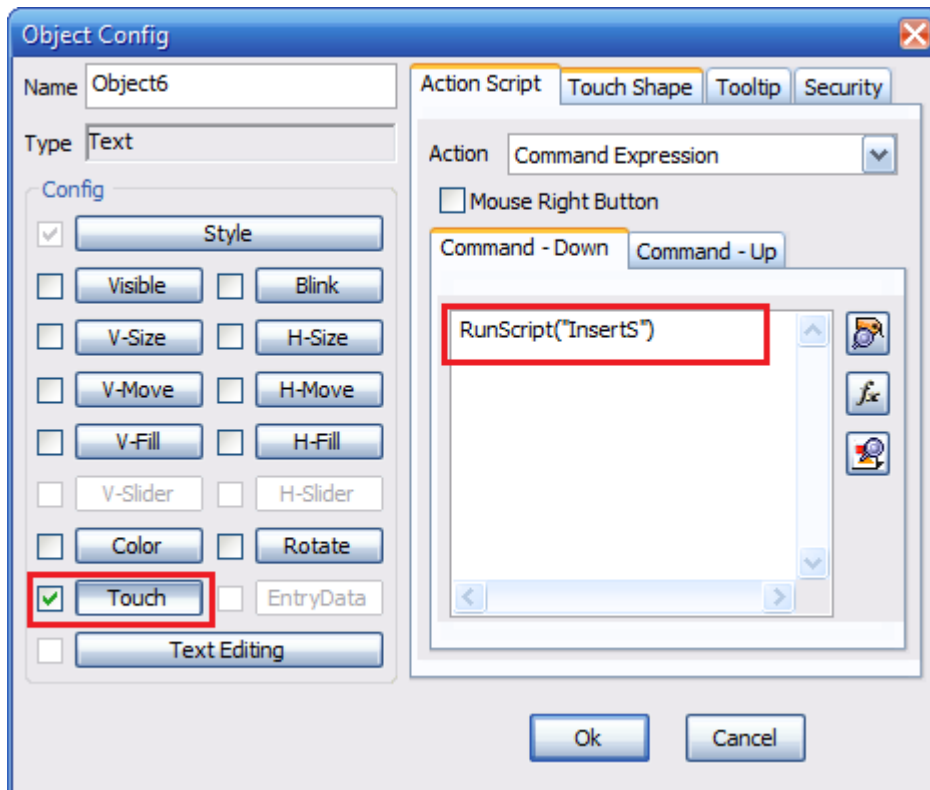 Object Config
Name Object6
Type Text
Config
Style
Visible Blink
V-Size H-Size
V-Move H-Move
V-Fill H-Fill
V-Slider H-Slider
Color Rotate
Touch EntryData
Text Editing
Action Script Touch Shape Tooltip Security
Action Command Expression
Mouse Right Button
Command - Down Command - Up
RunScript("InsertS")
fx
Ok Cancel